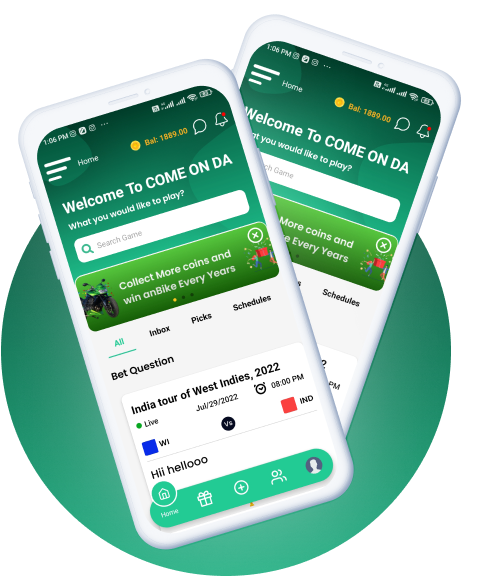 1:06 PM
Home
Bal: 1889.00
Welcome To COME ON DA
What you would like to play?
Search Game
Collect More coins and
win anBike Every Years
All Inbox Picks Schedules
Bet Question
India tour of West Indies, 2022
Live Jul/29/2022 08:00 PM
WI Vs IND
Hii hellooo
Home
1:06 PM
Home
Bal: 1889.00
Welcome To COME ON DA
at you would like to play?
ch Game
More coins and
e Every Years
Schedules
PM